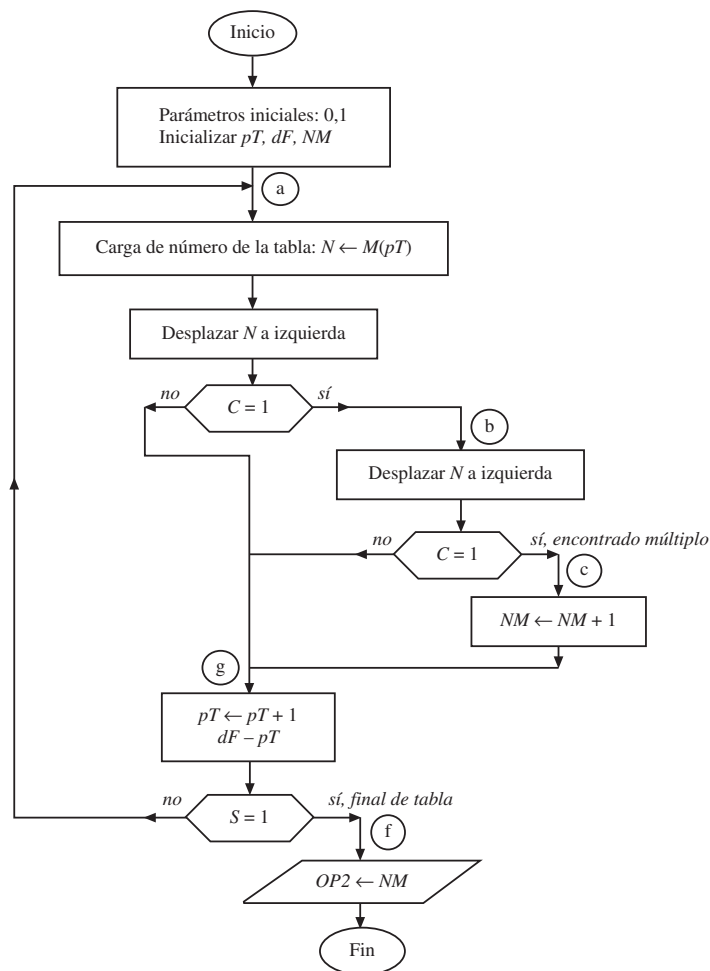 Inicio
Parámetros iniciales: 0,1
Inicializar pT, dF, NM
a
Carga de número de la tabla: N ← M(pT)
Desplazar N a izquierda
no
C = 1
sí
b
Desplazar N a izquierda
no
C = 1
sí, encontrado múltiplo
c
NM ← NM + 1
g
pT ← pT + 1
dF – pT
no
S = 1
sí, final de tabla
f
OP2 ← NM
Fin